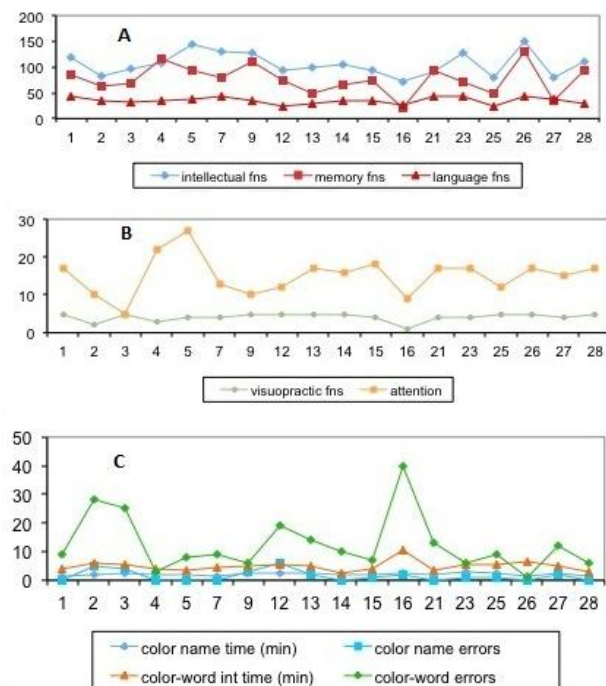 200
A
150
100
50
0
1 2 3 4 5 7 9 12 13 14 15 16 21 23 25 26 27 28
intellectual fns memory fns language fns
30
B
20
10
0
1 2 3 4 5 7 9 12 13 14 15 16 21 23 25 26 27 28
visuopractic fns attention
50
C
40
30
20
10
0
1 2 3 4 5 7 9 12 13 14 15 16 21 23 25 26 27 28
color name time (min) color name errors
color-word int time (min) color-word errors